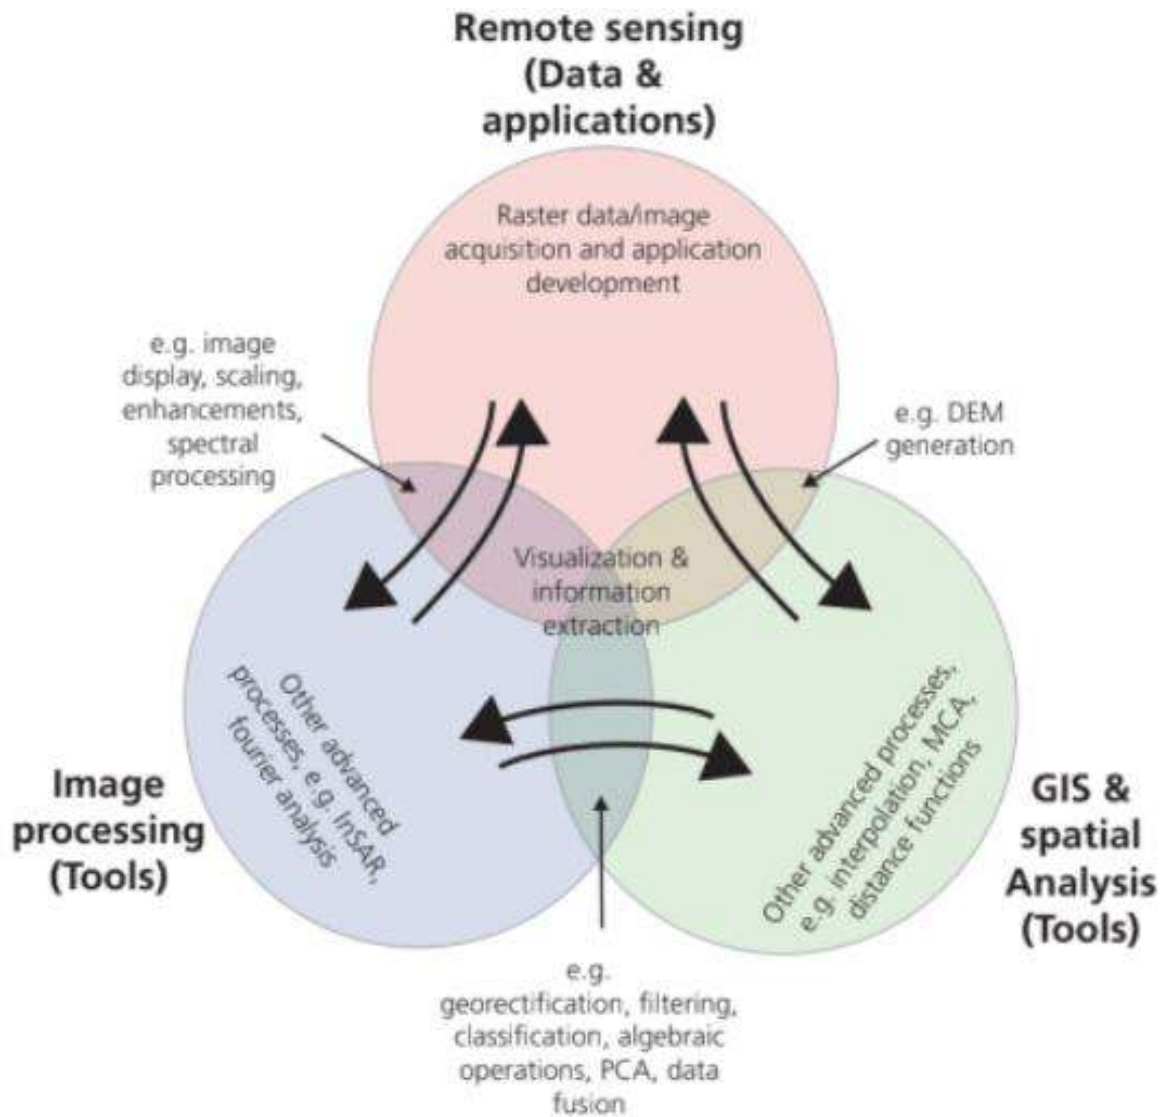 Remote sensing
(Data &
applications)
Raster data/image
acquisition and application
development
e.g. image
display, scaling,
enhancements,
spectral
processing
e.g. DEM
generation
Visualization &
information
extraction
Other advanced
processes, e.g. InSAR,
fourier analysis
Other advanced processes,
e.g. interpolation, MCA,
distance functions
Image
processing
(Tools)
GIS &
spatial
Analysis
(Tools)
e.g.
georectification, filtering,
classification, algebraic
operations, PCA, data
fusion